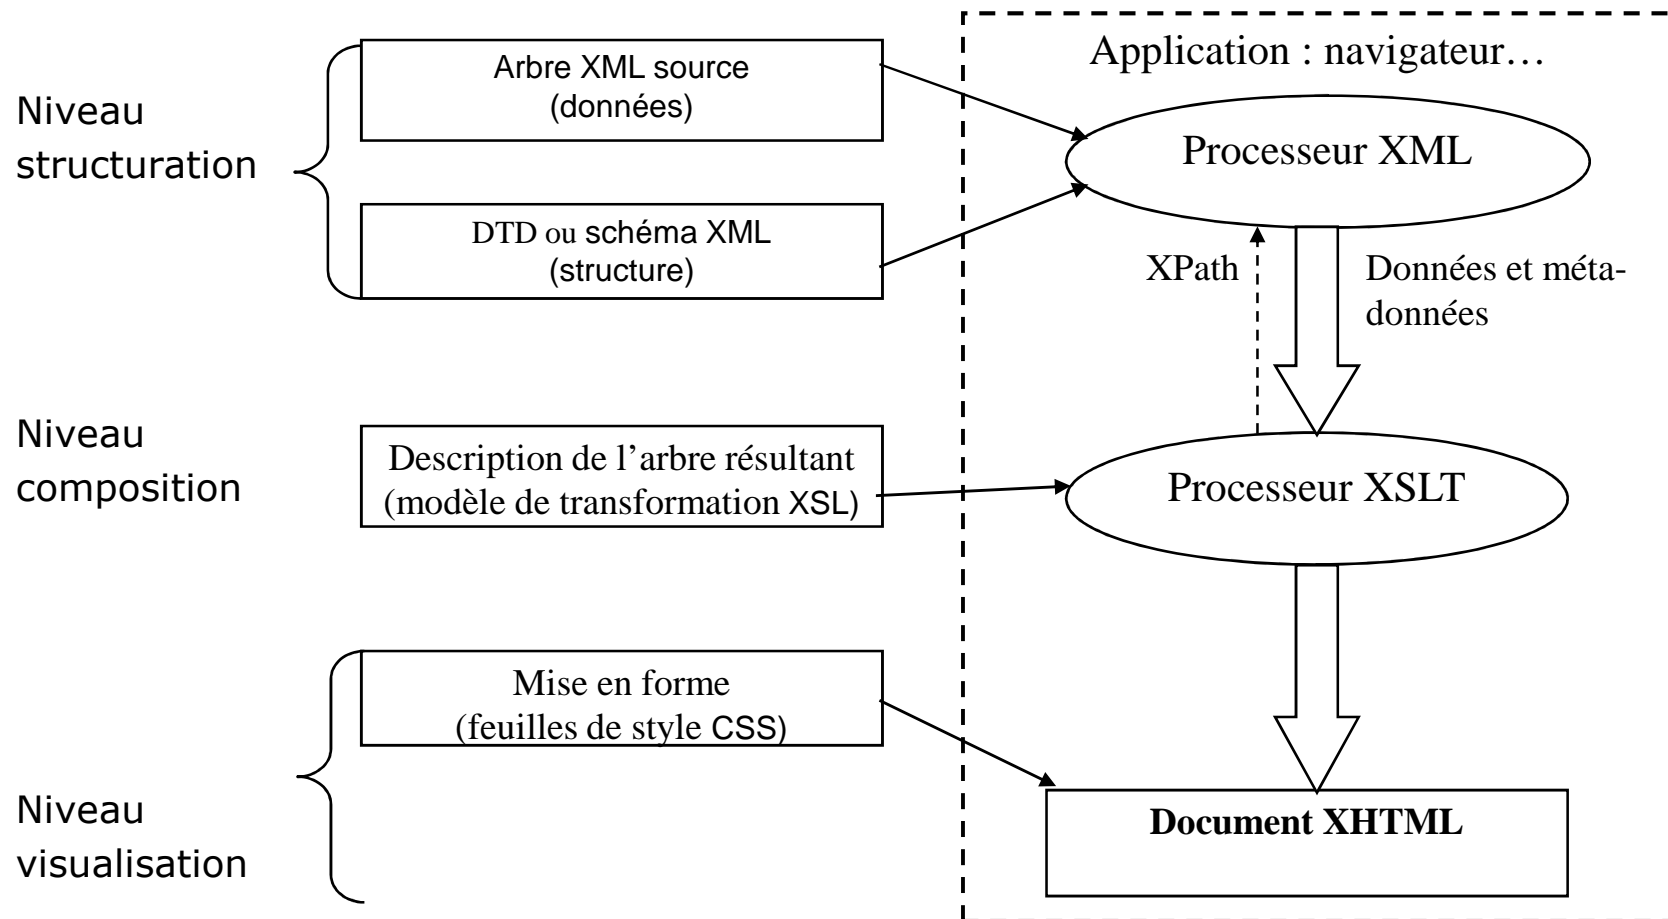 Application : navigateur…
Niveau
structuration
Arbre XML source
(données)
Processeur XML
DTD ou schéma XML
(structure)
XPath
Données et méta-
données
Niveau
composition
Description de l’arbre résultant
(modèle de transformation XSL)
Processeur XSLT
Mise en forme
(feuilles de style CSS)
Niveau
visualisation
Document XHTML